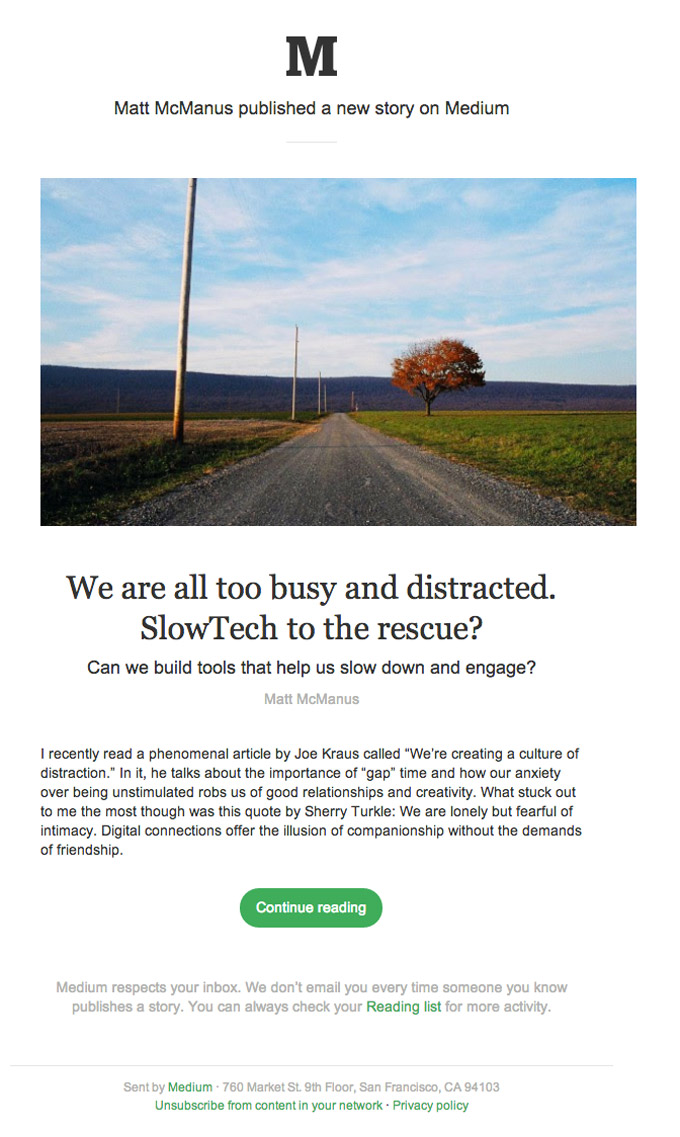 M
Matt McManus published a new story on Medium
We are all too busy and distracted.
SlowTech to the rescue?
Can we build tools that help us slow down and engage?
Matt McManus
I recently read a phenomenal article by Joe Kraus called “We’re creating a culture of
distraction.” In it, he talks about the importance of “gap” time and how our anxiety
over being unstimulated robs us of good relationships and creativity. What stuck out
to me the most though was this quote by Sherry Turkle: We are lonely but fearful of
intimacy. Digital connections offer the illusion of companionship without the demands
of friendship.
Continue reading
Medium respects your inbox. We don’t email you every time someone you know
publishes a story. You can always check your Reading list for more activity.
Sent by Medium · 760 Market St. 9th Floor, San Francisco, CA 94103
Unsubscribe from content in your network · Privacy policy